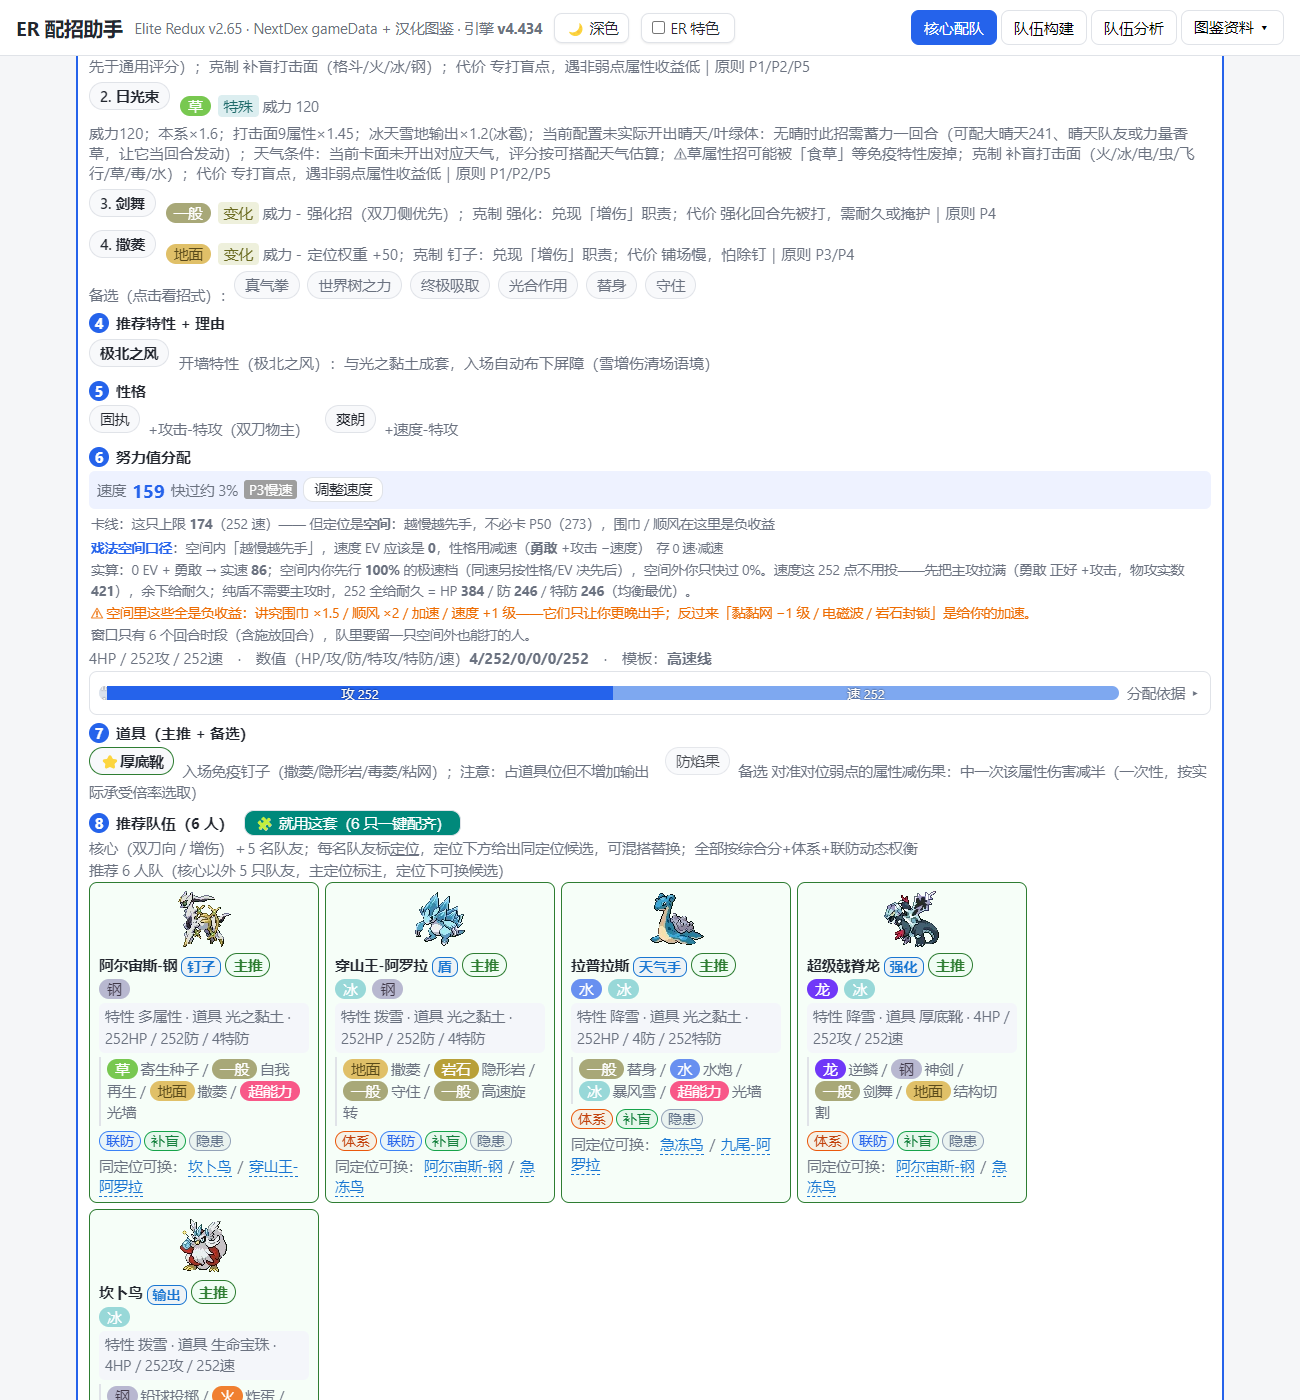 ER 配招助手 Elite Redux v2.65 · NextDex gameData + 汉化图鉴 · 引擎 v4.434 🌙 深色 ER 特色 核心配队 队伍构建 队伍分析 图鉴资料 ▾
先于通用评分）；克制 补盲打击面（格斗/火/冰/钢）；代价 专打盲点，遇非弱点属性收益低 | 原则 P1/P2/P5
2. 日光束 草 特殊 威力 120
威力120；本系×1.6；打击面9属性×1.45；冰天雪地输出×1.2(冰雹)；当前配置未实际开出晴天/叶绿体：无晴时此招需蓄力一回合（可配大晴天241、晴天队友或力量香
草，让它当回合发动）；天气条件：当前卡面未开出对应天气，评分按可搭配天气估算；⚠草属性招可能被「食草」等免疫特性废掉；克制 补盲打击面（火/冰/电/虫/飞
行/草/毒/水）；代价 专打盲点，遇非弱点属性收益低 | 原则 P1/P2/P5
3. 剑舞 一般 变化 威力 - 强化招（双刀侧优先）；克制 强化：兑现「增伤」职责；代价 强化回合先被打，需耐久或掩护 | 原则 P4
4. 撒菱 地面 变化 威力 - 定位权重 +50；克制 钉子：兑现「增伤」职责；代价 铺场慢，怕除钉 | 原则 P3/P4
备选（点击看招式）： 真气拳 世界树之力 终极吸取 光合作用 替身 守住
4 推荐特性 + 理由
极北之风 开墙特性（极北之风）：与光之黏土成套，入场自动布下屏障（雪增伤清场语境）
5 性格
固执 +攻击-特攻（双刀物主） 爽朗 +速度-特攻
6 努力值分配
速度 159 快过约 3% P3慢速 调整速度
卡线：这只上限 174（252 速）—— 但定位是空间：越慢越先手，不必卡 P50（273），围巾 / 顺风在这里是负收益
戏法空间口径：空间内「越慢越先手」，速度 EV 应该是 0，性格用减速（勇敢 +攻击 −速度） 存 0 速·减速
实算：0 EV + 勇敢 → 实速 86；空间内你先行 100% 的极速档（同速另按性格/EV 决先后），空间外你只快过 0%。速度这 252 点不用投——先把主攻拉满（勇敢 正好 +攻击，物攻实数
421），余下给耐久；纯盾不需要主攻时，252 全给耐久 = HP 384 / 防 246 / 特防 246（均衡最优）。
⚠ 空间里这些全是负收益：讲究围巾 ×1.5 / 顺风 ×2 / 加速 / 速度 +1 级——它们只让你更晚出手；反过来「黏黏网 −1 级 / 电磁波 / 岩石封锁」是给你的加速。
窗口只有 6 个回合时段（含施放回合），队里要留一只空间外也能打的人。
4HP / 252攻 / 252速 · 数值（HP/攻/防/特攻/特防/速）4/252/0/0/0/252 · 模板：高速线
攻 252 速 252 分配依据 ▸
7 道具（主推 + 备选）
⭐厚底靴 入场免疫钉子（撒菱/隐形岩/毒菱/粘网）；注意：占道具位但不增加输出 防焰果 备选 对准对位弱点的属性减伤果：中一次该属性伤害减半（一次性，按实
际承受倍率选取）
8 推荐队伍（6 人） 🧩 就用这套（6 只一键配齐）
核心（双刀向 / 增伤）＋5 名队友；每名队友标定位，定位下方给出同定位候选，可混搭替换；全部按综合分+体系+联防动态权衡
推荐 6 人队（核心以外 5 只队友，主定位标注，定位下可换候选）
阿尔宙斯-钢 钉子 主推
钢
特性 多属性 · 道具 光之黏土 ·
252HP / 252防 / 4特防
草 寄生种子 / 一般 自我
再生 / 地面 撒菱 / 超能力
光墙
联防 补盲 隐患
同定位可换： 坎卜鸟 / 穿山王-
阿罗拉
穿山王-阿罗拉 盾 主推
冰 钢
特性 拨雪 · 道具 光之黏土 ·
252HP / 252防 / 4特防
地面 撒菱 / 岩石 隐形岩 /
一般 守住 / 一般 高速旋
转
体系 联防 补盲 隐患
同定位可换： 阿尔宙斯-钢 / 急
冻鸟
拉普拉斯 天气手 主推
水 冰
特性 降雪 · 道具 光之黏土 ·
252HP / 4防 / 252特防
一般 替身 / 水 水炮 /
冰 暴风雪 / 超能力 光墙
体系 补盲 隐患
同定位可换： 急冻鸟 / 九尾-阿
罗拉
超级戟脊龙 强化 主推
龙 冰
特性 降雪 · 道具 厚底靴 · 4HP /
252攻 / 252速
龙 逆鳞 / 钢 神剑 /
一般 剑舞 / 地面 结构切
割
体系 联防 补盲 隐患
同定位可换： 阿尔宙斯-钢 / 急
冻鸟
坎卜鸟 输出 主推
冰
特性 拨雪 · 道具 生命宝珠 ·
4HP / 252攻 / 252速
钢 铅球投掷 / 火 炸蛋 /